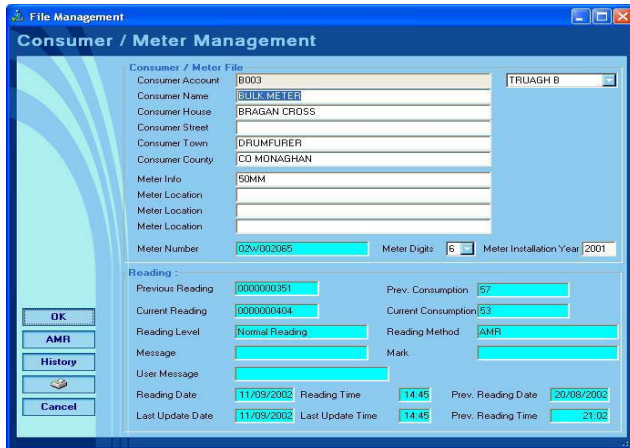 File Management
Consumer / Meter Management
Consumer / Meter File
Consumer Account B003 TRUAGH B
Consumer Name BULK METER
Consumer House BRAGAN CROSS
Consumer Street
Consumer Town DRUMFURER
Consumer County CO MONAGHAN
Meter Info 50MM
Meter Location
Meter Location
Meter Location
Meter Number 02W002065 Meter Digits 6 Meter Installation Year 2001
Reading :
Previous Reading 0000000351 Prev. Consumption 57
Current Reading 0000000404 Current Consumption 53
Reading Level Normal Reading Reading Method AMR
Message Mark
User Message
Reading Date 11/09/2002 Reading Time 14:45 Prev. Reading Date 20/08/2002
Last Update Date 11/09/2002 Last Update Time 14:45 Prev. Reading Time 21:02
OK
AMR
History
Cancel